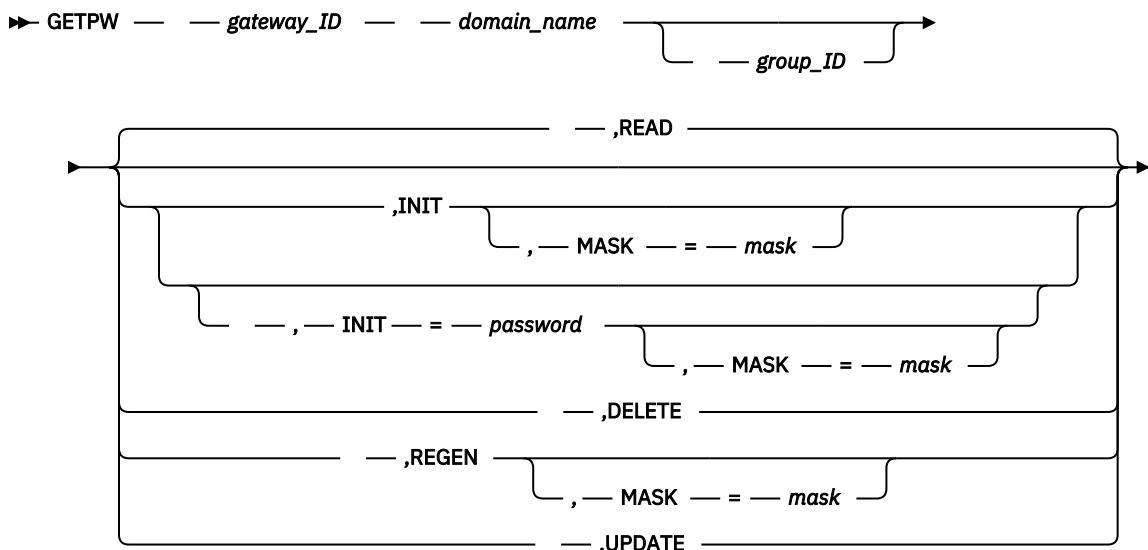 GETPW gateway_ID domain_name
group_ID
,READ
,INIT
, MASK = mask
, INIT = password
, MASK = mask
,DELETE
,REGEN
, MASK = mask
,UPDATE